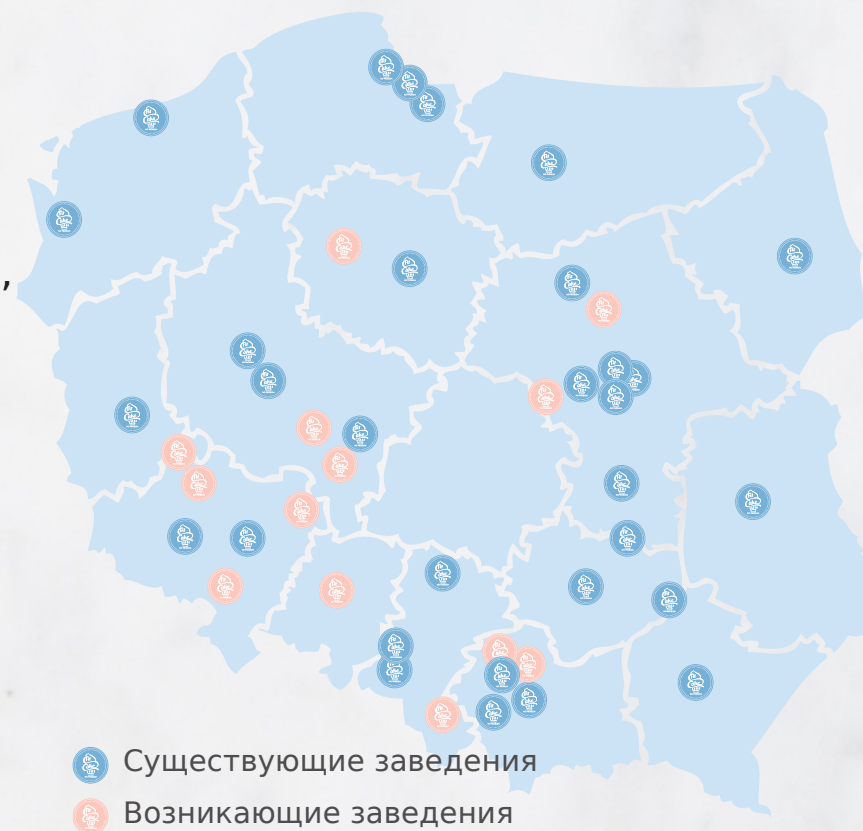 ,
Существующие заведения
Возникающие заведения